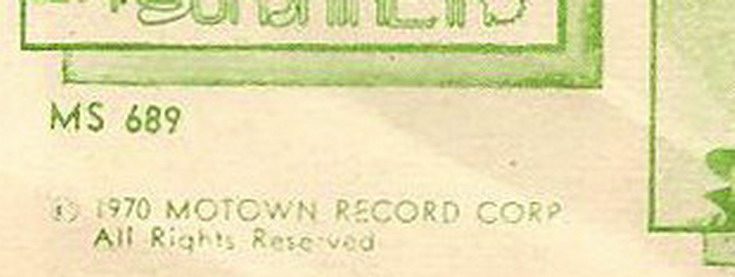 MS 689
℗ 1970 MOTOWN RECORD CORP.
All Rights Reserved